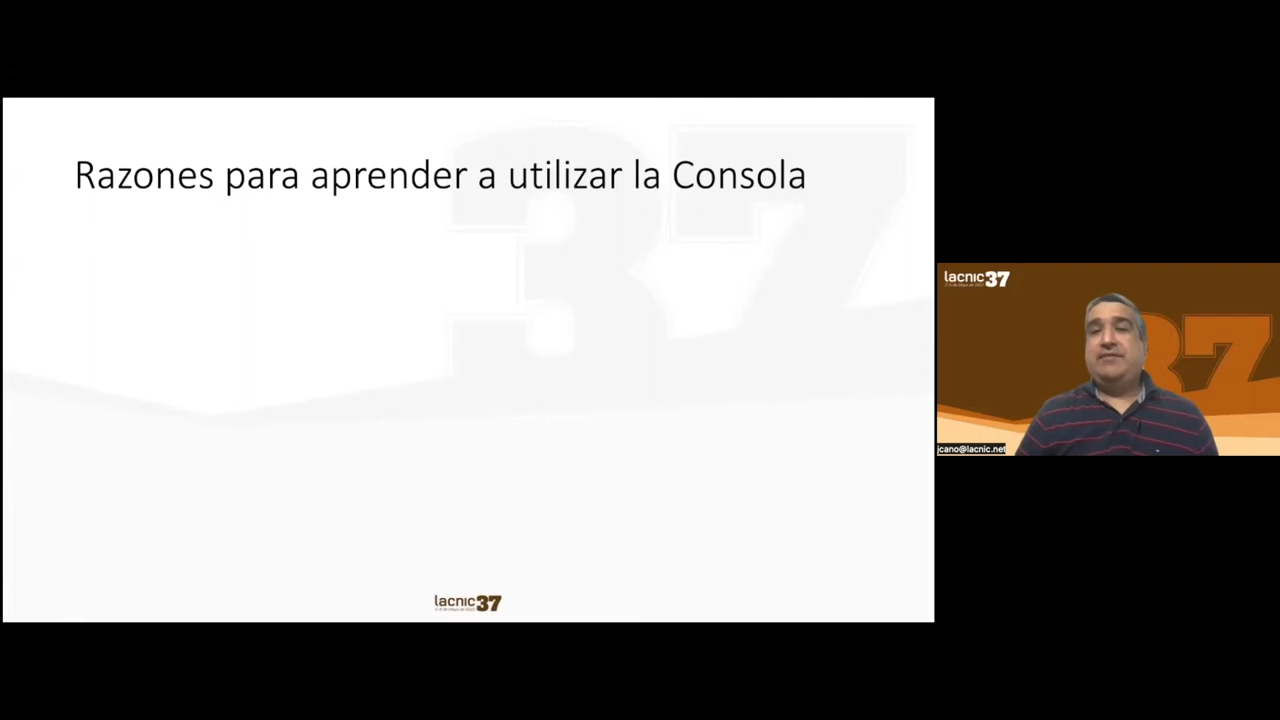 Razones para aprender a utilizar la Consola
lacnic37
lacnic37
jcano@lacnic.net